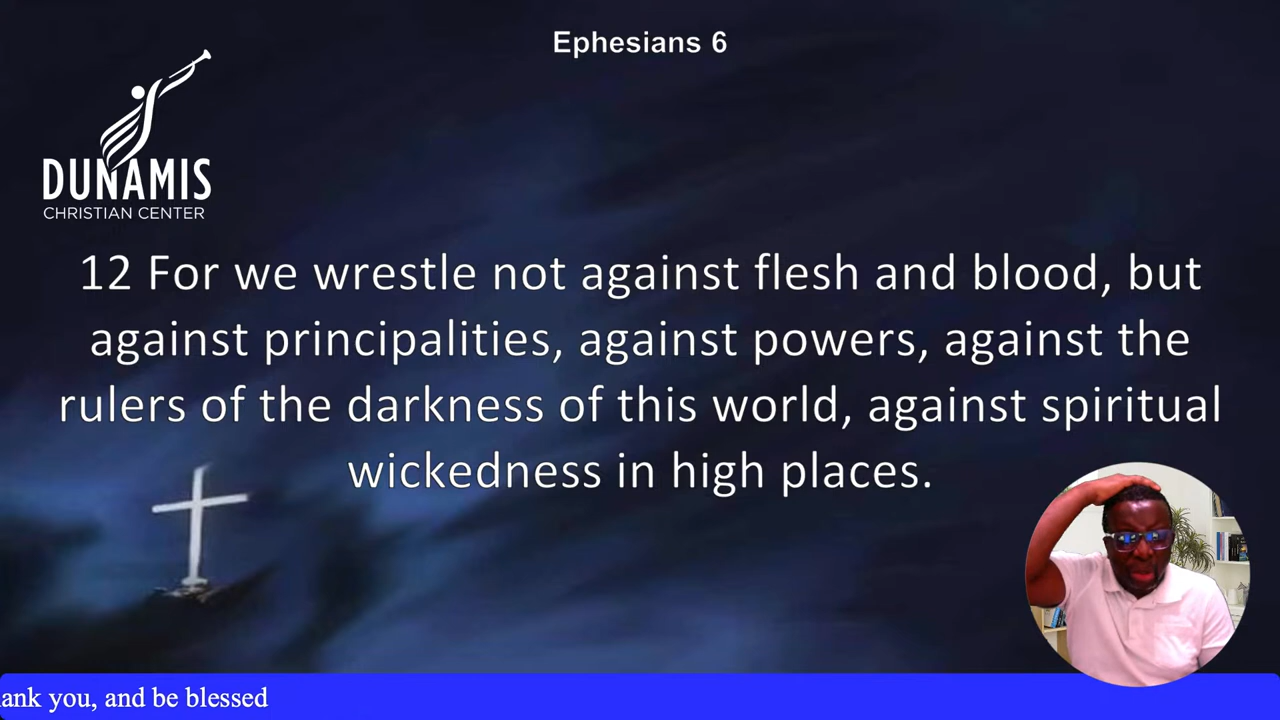 Ephesians 6
DUNAMIS
CHRISTIAN CENTER
12 For we wrestle not against flesh and blood, but
against principalities, against powers, against the
rulers of the darkness of this world, against spiritual
wickedness in high places.
ank you, and be blessed